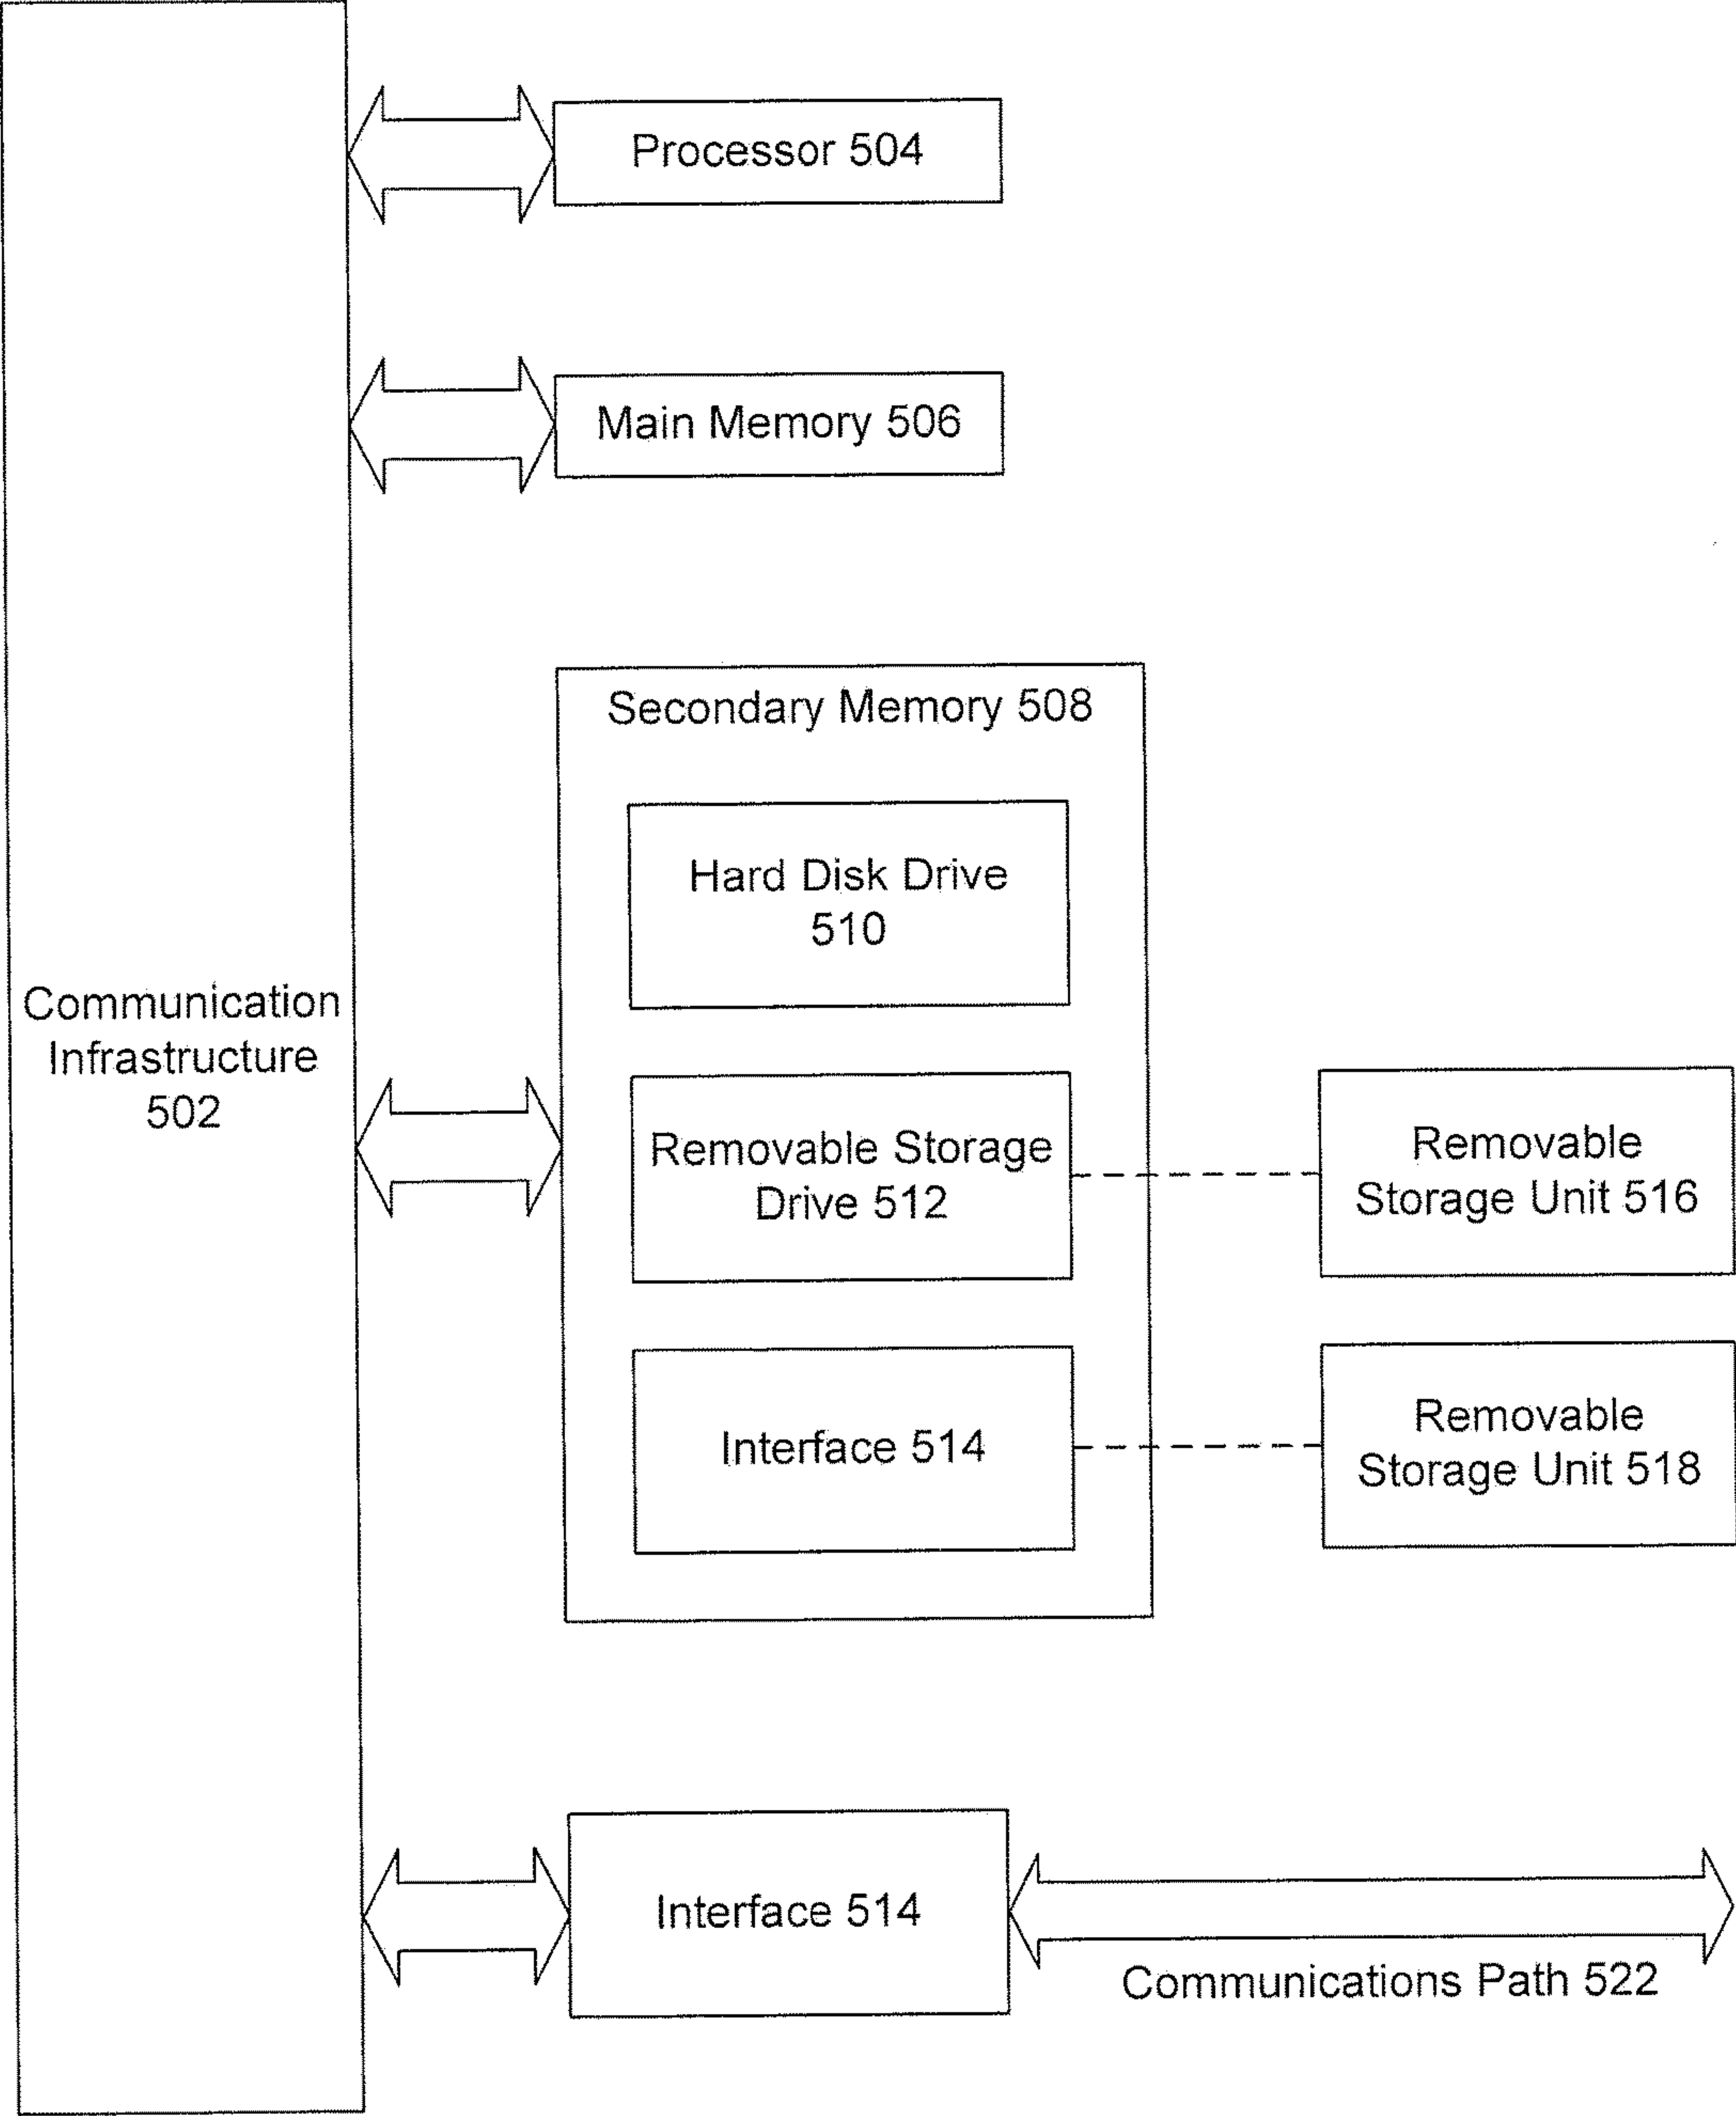 Processor 504
Main Memory 506
Secondary Memory 508
Hard Disk Drive
510
Communication
Infrastructure
502
Removable Storage
Drive 512
Removable
Storage Unit 516
Interface 514
Removable
Storage Unit 518
Interface 514
Communications Path 522